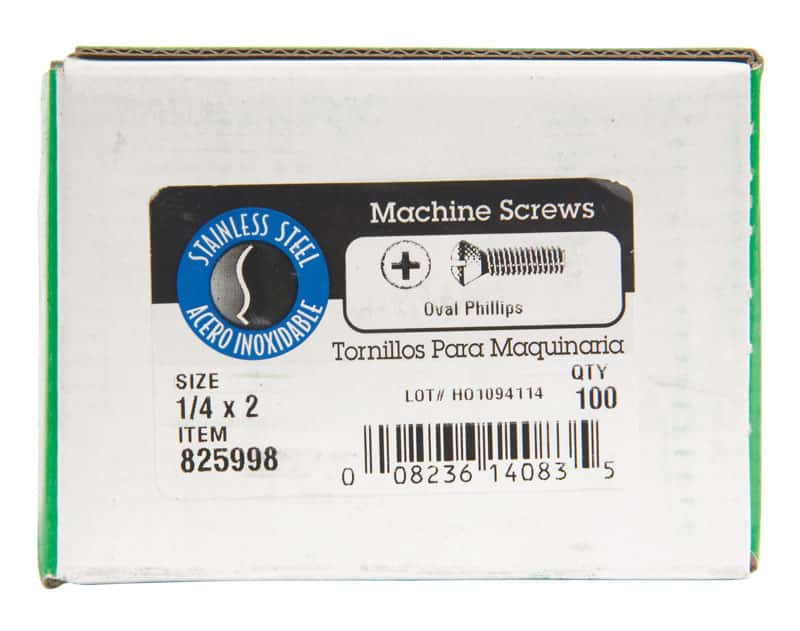 Machine Screws
STAINLESS STEEL
ACERO INOXIDABLE
Oval Phillips
Tornillos Para Maquinaria
SIZE
1/4 x 2
ITEM
825998
LOT# HO1094114
QTY
100
0 08236 14083 5